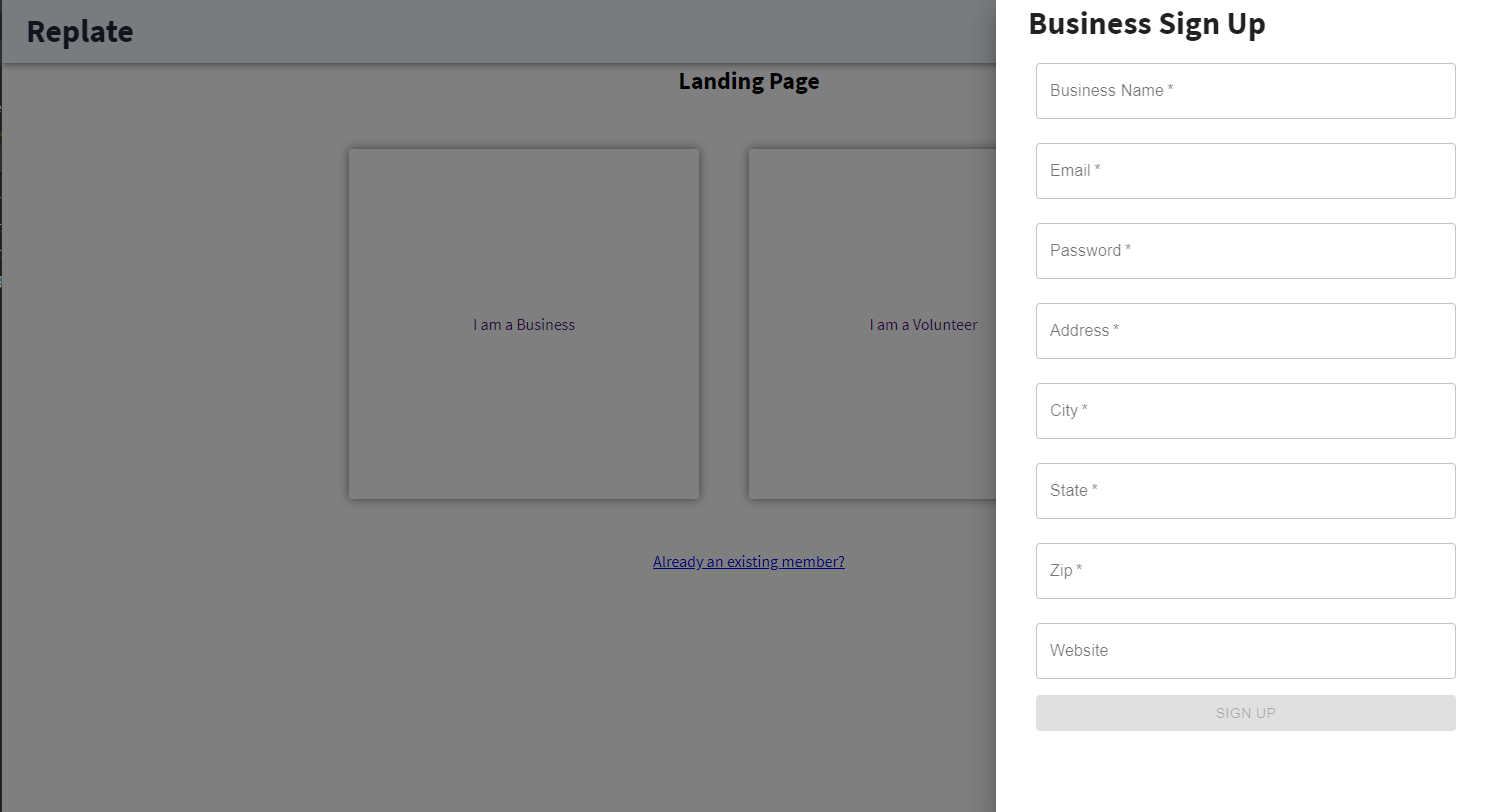 Replate
Landing Page
I am a Business
I am a Volunteer
Already an existing member?
Business Sign Up
Business Name *
Email *
Password *
Address *
City *
State *
Zip *
Website
SIGN UP